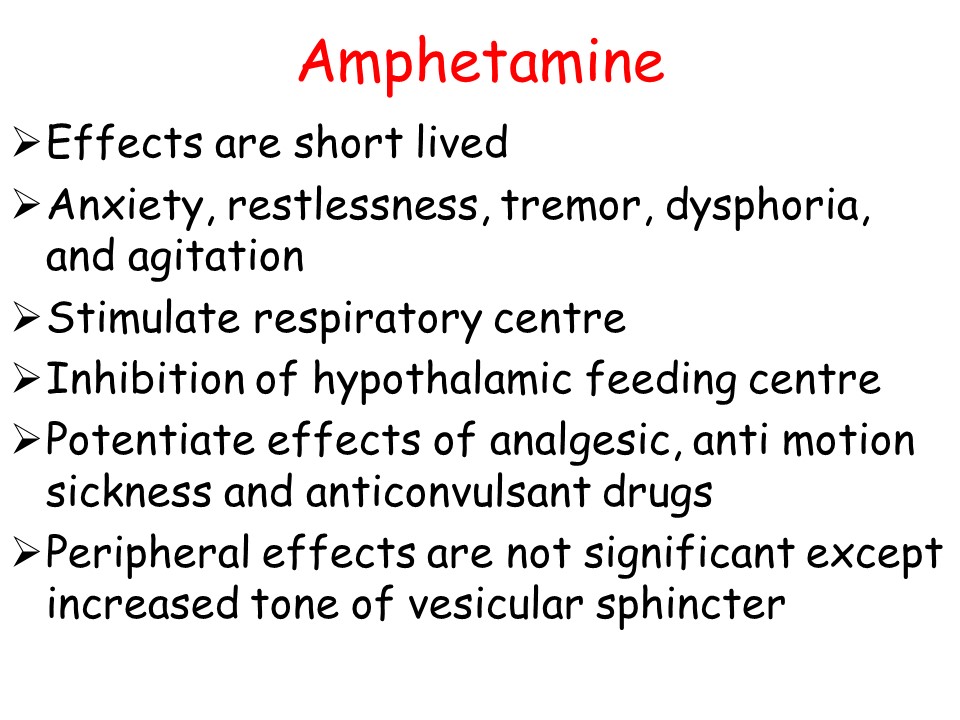 Amphetamine
➢Effects are short lived
➢Anxiety, restlessness, tremor, dysphoria,
and agitation
➢Stimulate respiratory centre
➢Inhibition of hypothalamic feeding centre
➢Potentiate effects of analgesic, anti motion
sickness and anticonvulsant drugs
➢Peripheral effects are not significant except
increased tone of vesicular sphincter